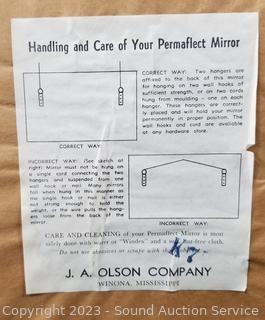 Handling and Care of Your Permaflect Mirror
CORRECT WAY: Two hangers are
affixed to the back of this mirror
for hanging on two wall hooks of
sufficient strength, or on two cords
hung from moulding – one on each
hanger. These hangers are correct-
ly placed and will hold your mirror
permanently in proper position. The
wall hooks and cord are available
at any hardware store.
CORRECT WAY:
INCORRECT WAY: (See sketch at
right) Mirror must not be hung on
a single cord connecting the two
hangers and suspended from one
wall hook or nail. Many mirrors
fall when hung in this manner as
the single hook or nail is either
not strong enough to hold the
weight, or the wire pulls the hang-
ers loose from the back of the
mirror.
INCORRECT WAY:
CARE AND CLEANING of your Permaflect Mirror is most
safely done with water or "Windex" and a soft lint-free cloth.
Do not use abrasives or scrape with
K7-
J. A. OLSON COMPANY
WINONA, MISSISSIPPI
© Copyright 2023 - Sound Auction Service